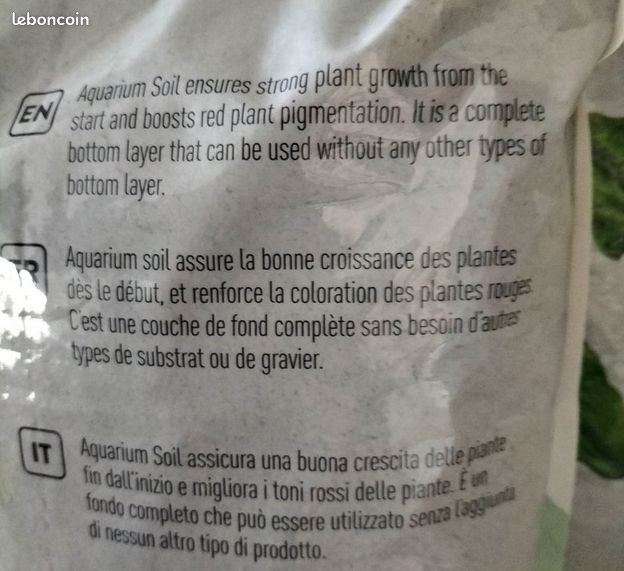 leboncoin
EN
Aquarium Soil ensures strong plant growth from the
start and boosts red plant pigmentation. It is a complete
bottom layer that can be used without any other types of
bottom layer.
Aquarium soil assure la bonne croissance des plantes
dès le début, et renforce la coloration des plantes rouges.
C'est une couche de fond complète sans besoin d'autres
types de substrat ou de gravier.
IT
Aquarium Soil assicura una buona crescita delle piante
fin dall'inizio e migliora i toni rossi delle piante. È un
fondo completo che può essere utilizzato senza l'aggiunta
di nessun altro tipo di prodotto.